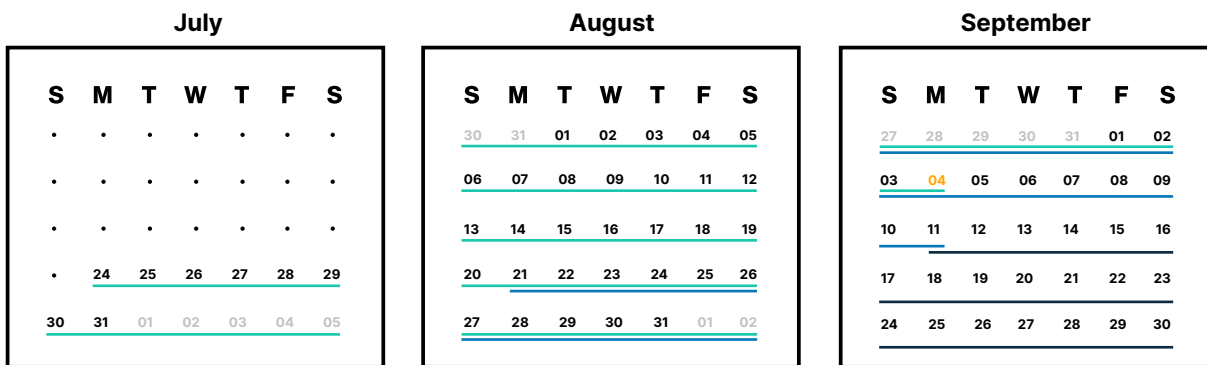 July
S M T W T F S
. . . . . . .
. . . . . . .
. . . . . . .
. 24 25 26 27 28 29
30 31 01 02 03 04 05
August
S M T W T F S
30 31 01 02 03 04 05
06 07 08 09 10 11 12
13 14 15 16 17 18 19
20 21 22 23 24 25 26
27 28 29 30 31 01 02
September
S M T W T F S
27 28 29 30 31 01 02
03 04 05 06 07 08 09
10 11 12 13 14 15 16
17 18 19 20 21 22 23
24 25 26 27 28 29 30